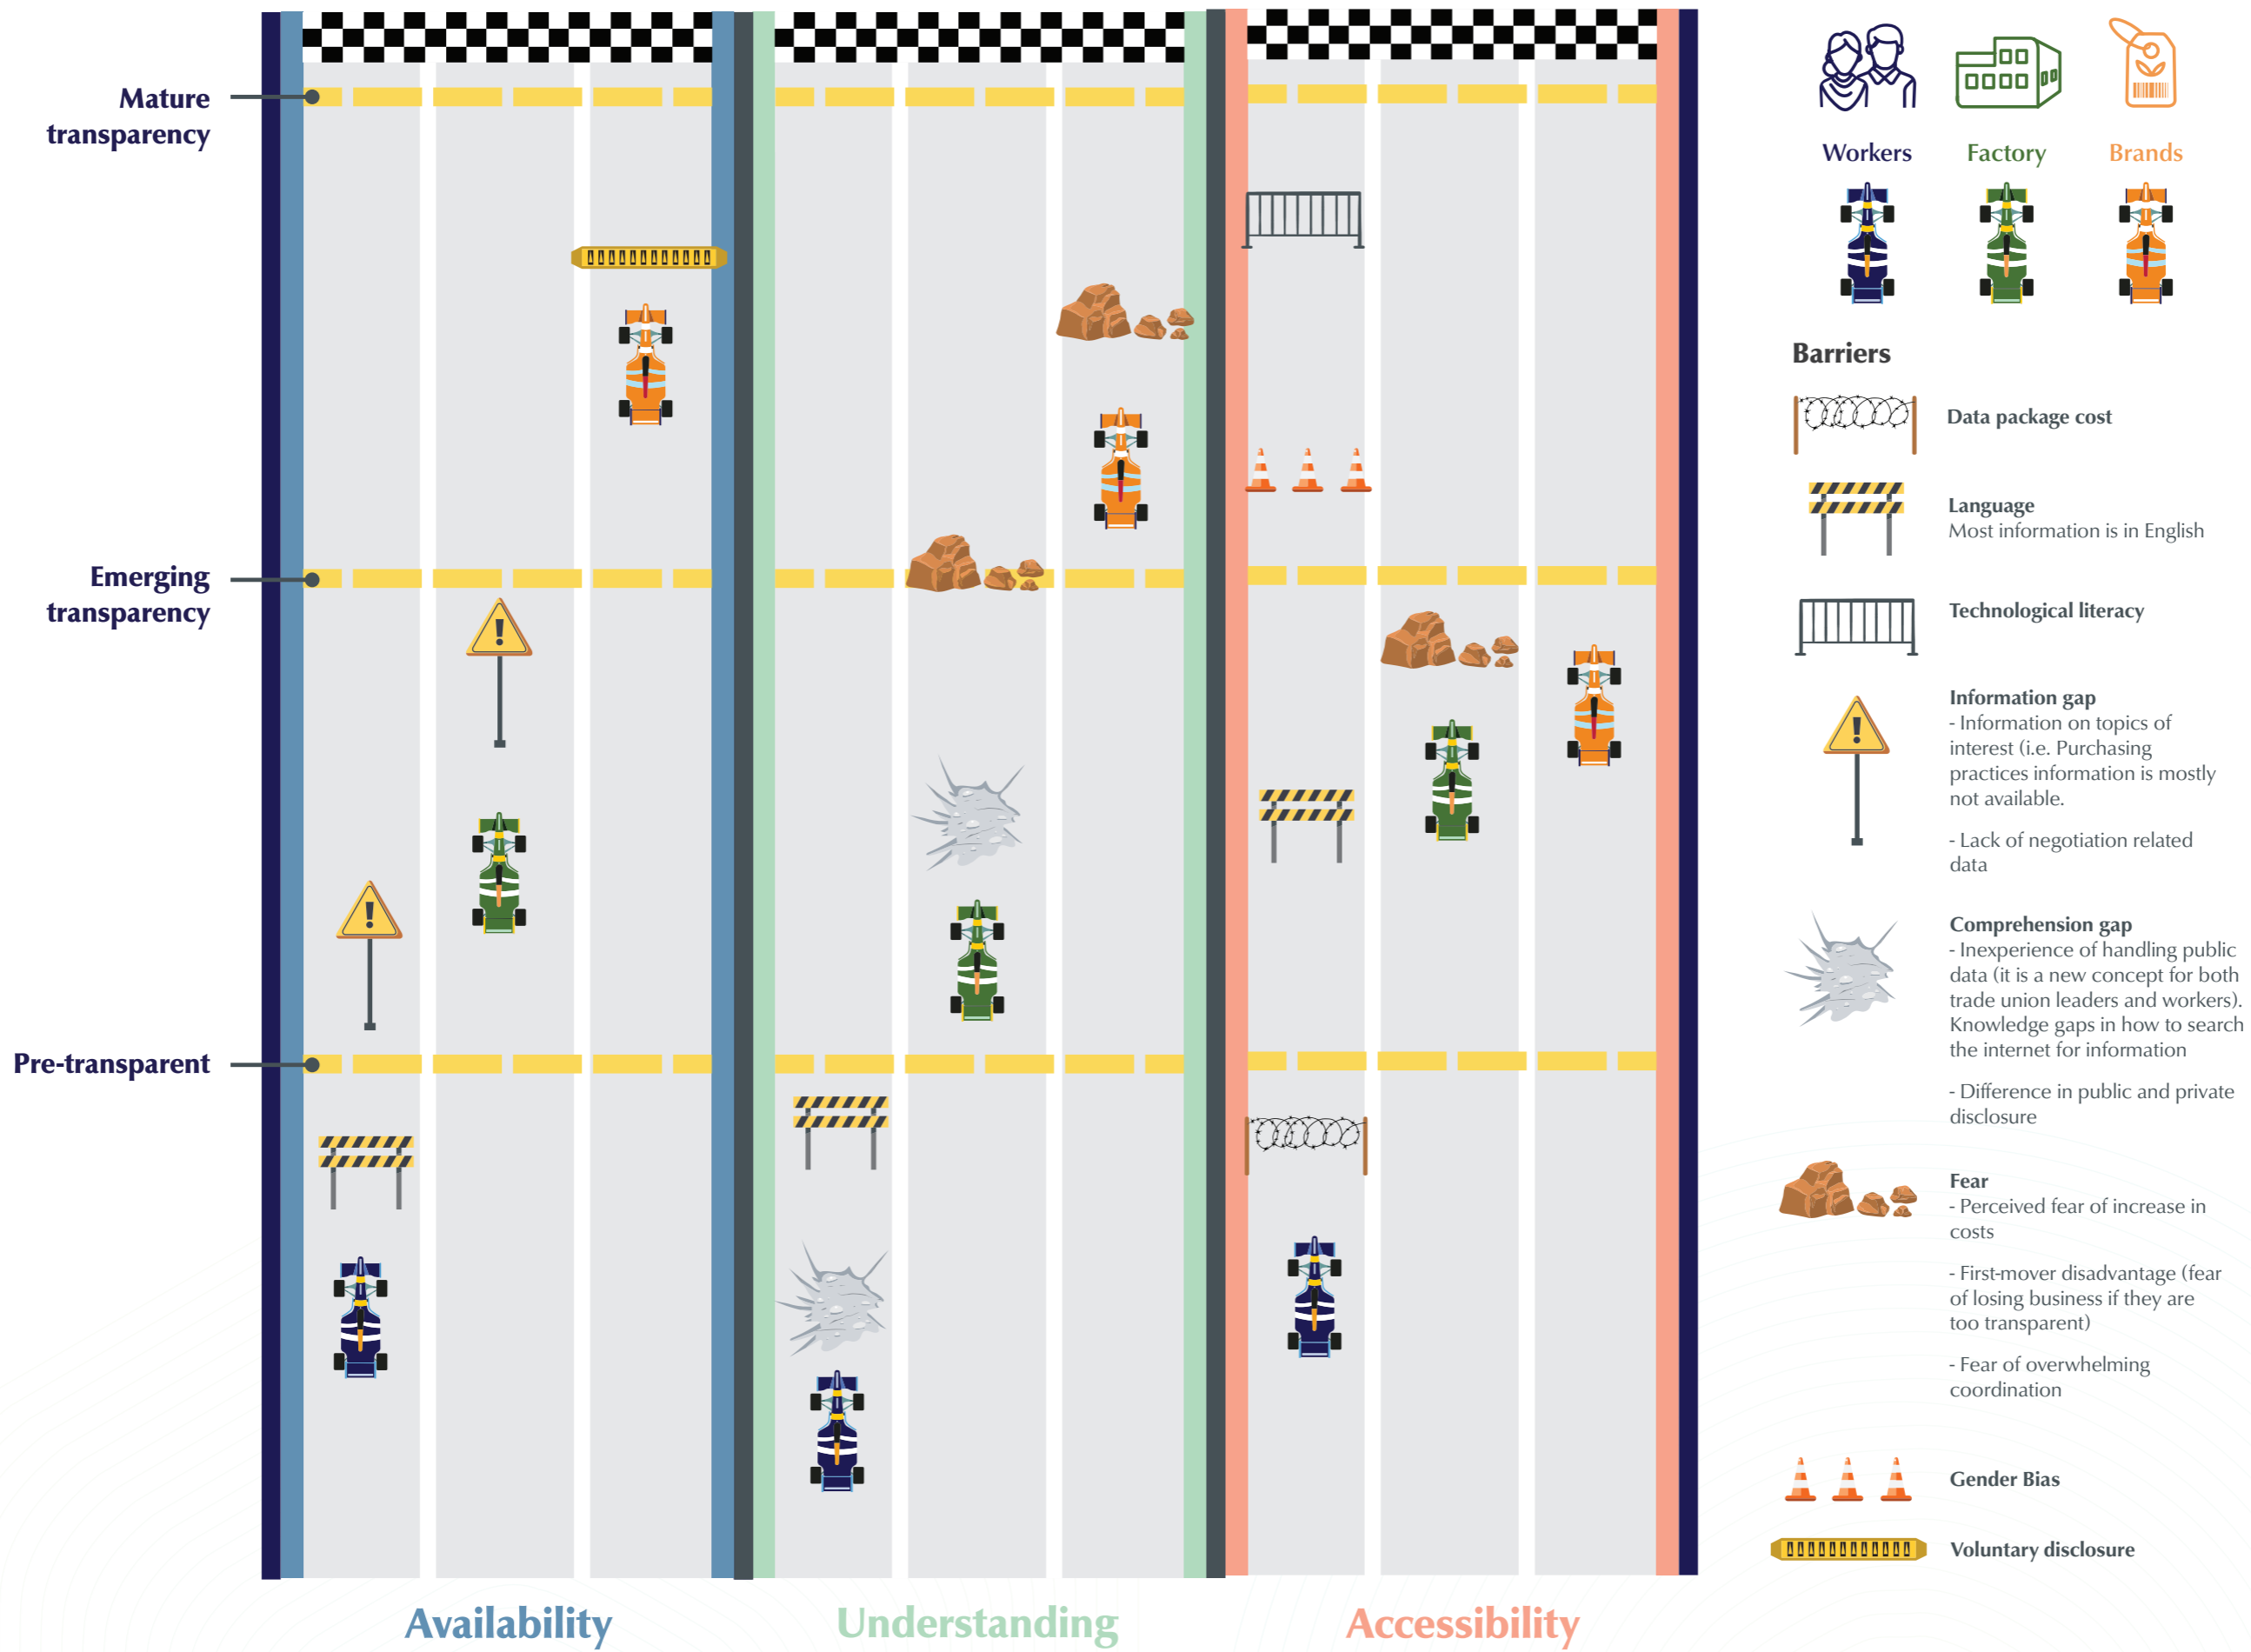 Mature
transparency
Emerging
transparency
Pre-transparent
Availability
Understanding
Accessibility
Workers
Factory
Brands
Barriers
Data package cost
Language
Most information is in English
Technological literacy
Information gap
- Information on topics of
interest (i.e. Purchasing
practices information is mostly
not available.
- Lack of negotiation related
data
Comprehension gap
- Inexperience of handling public
data (it is a new concept for both
trade union leaders and workers).
Knowledge gaps in how to search
the internet for information
- Difference in public and private
disclosure
Fear
- Perceived fear of increase in
costs
- First-mover disadvantage (fear
of losing business if they are
too transparent)
- Fear of overwhelming
coordination
Gender Bias
Voluntary disclosure